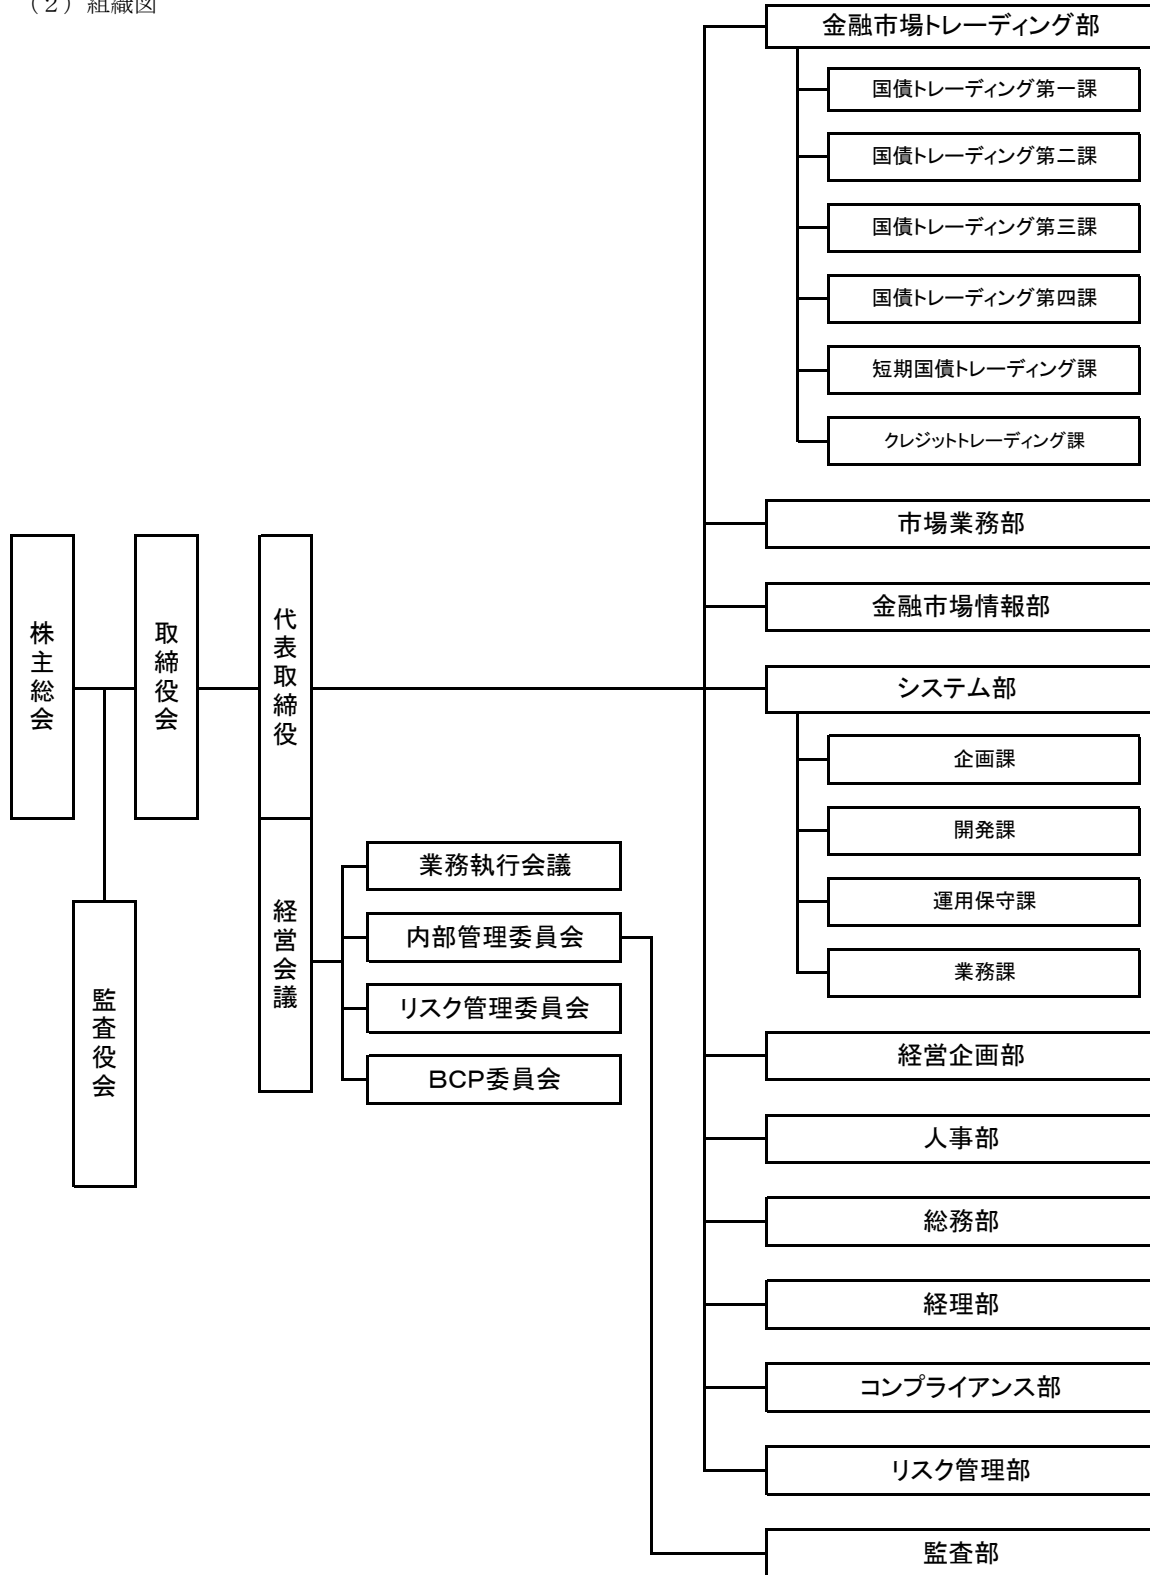 （２）組織図
金融市場トレーディング部
国債トレーディング第一課
国債トレーディング第二課
国債トレーディング第三課
国債トレーディング第四課
短期国債トレーディング課
クレジットトレーディング課
市場業務部
金融市場情報部
システム部
企画課
開発課
運用保守課
業務課
経営企画部
人事部
総務部
経理部
コンプライアンス部
リスク管理部
監査部
株主総会
取締役会
代表取締役
監査役会
経営会議
業務執行会議
内部管理委員会
リスク管理委員会
ＢＣＰ委員会